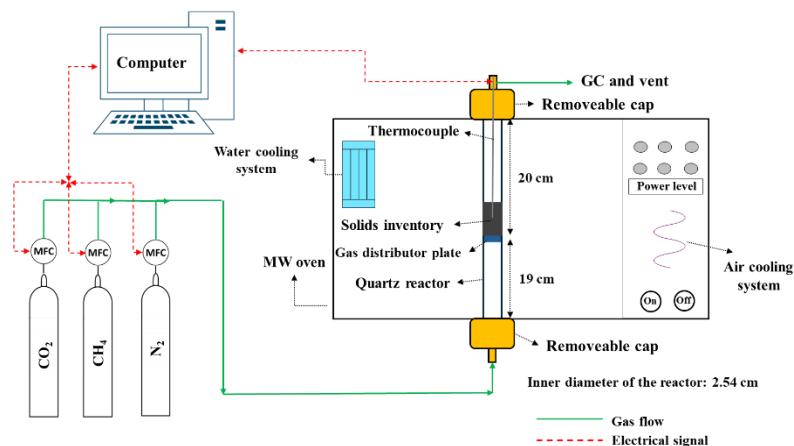 Computer
GC and vent
Removeable cap
Thermocouple
Water cooling
system
20 cm
Power level
Solids inventory
Gas distributor plate
MFC
MFC
MFC
MW oven
Quartz reactor
19 cm
Air cooling
system
On
Off
CO₂
CH₄
N₂
Removeable cap
Inner diameter of the reactor: 2.54 cm
Gas flow
Electrical signal